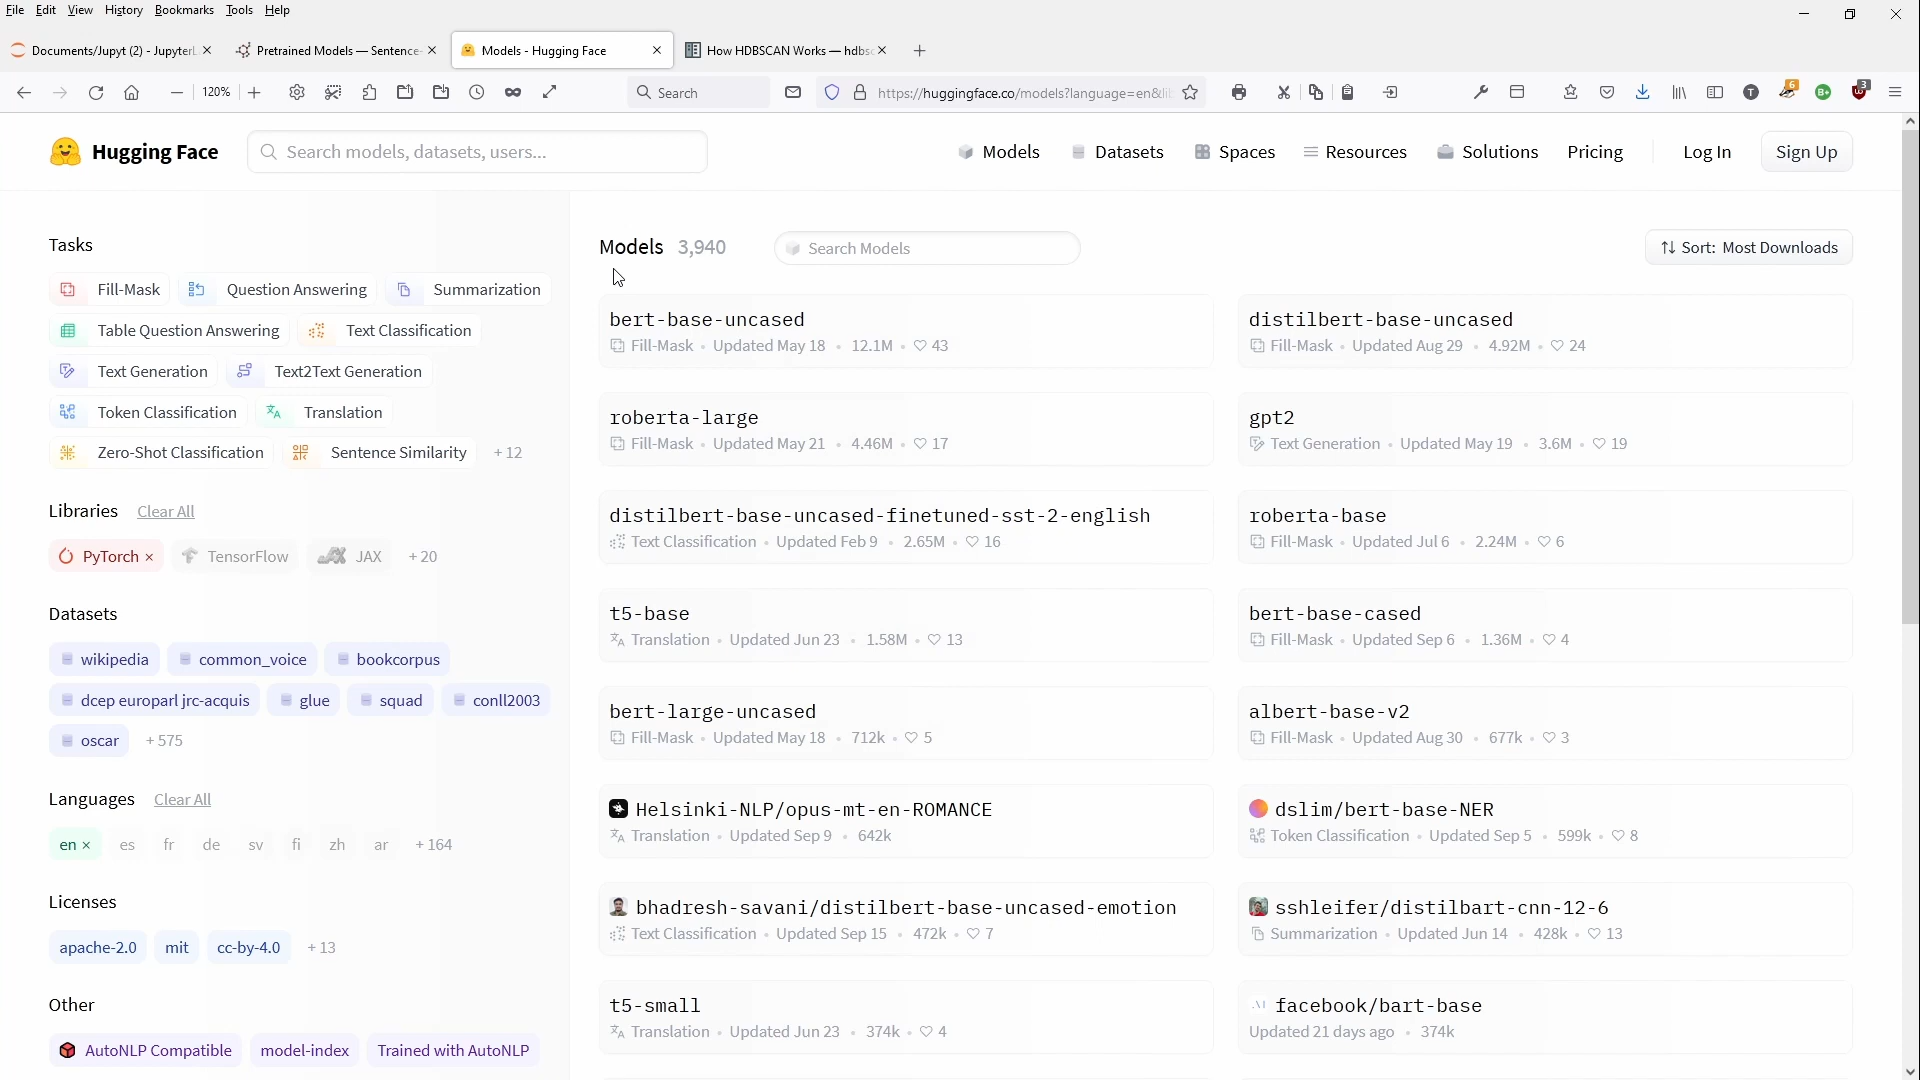 File Edit View History Bookmarks Tools Help
Documents/Jupyt (2) - JupyterL
Pretrained Models — Sentence-
Models - Hugging Face
How HDBSCAN Works — hdbsc
120%
Search
https://huggingface.co/models?language=en&li
6
3
Hugging Face
Search models, datasets, users...
Models Datasets Spaces Resources Solutions Pricing Log In Sign Up
Tasks
Fill-Mask Question Answering Summarization
Table Question Answering Text Classification
Text Generation Text2Text Generation
Token Classification Translation
Zero-Shot Classification Sentence Similarity + 12
Libraries Clear All
PyTorch × TensorFlow JAX + 20
Datasets
wikipedia common_voice bookcorpus
dcep europarl jrc-acquis glue squad conll2003
oscar + 575
Languages Clear All
en × es fr de sv fi zh ar + 164
Licenses
apache-2.0 mit cc-by-4.0 + 13
Other
AutoNLP Compatible model-index Trained with AutoNLP
Models 3,940 Search Models Sort: Most Downloads
bert-base-uncased
Fill-Mask • Updated May 18 • 12.1M • 43
distilbert-base-uncased
Fill-Mask • Updated Aug 29 • 4.92M • 24
roberta-large
Fill-Mask • Updated May 21 • 4.46M • 17
gpt2
Text Generation • Updated May 19 • 3.6M • 19
distilbert-base-uncased-finetuned-sst-2-english
Text Classification • Updated Feb 9 • 2.65M • 16
roberta-base
Fill-Mask • Updated Jul 6 • 2.24M • 6
t5-base
Translation • Updated Jun 23 • 1.58M • 13
bert-base-cased
Fill-Mask • Updated Sep 6 • 1.36M • 4
bert-large-uncased
Fill-Mask • Updated May 18 • 712k • 5
albert-base-v2
Fill-Mask • Updated Aug 30 • 677k • 3
Helsinki-NLP/opus-mt-en-ROMANCE
Translation • Updated Sep 9 • 642k
dslim/bert-base-NER
Token Classification • Updated Sep 5 • 599k • 8
bhadresh-savani/distilbert-base-uncased-emotion
Text Classification • Updated Sep 15 • 472k • 7
sshleifer/distilbart-cnn-12-6
Summarization • Updated Jun 14 • 428k • 13
t5-small
Translation • Updated Jun 23 • 374k • 4
facebook/bart-base
Updated 21 days ago • 374k